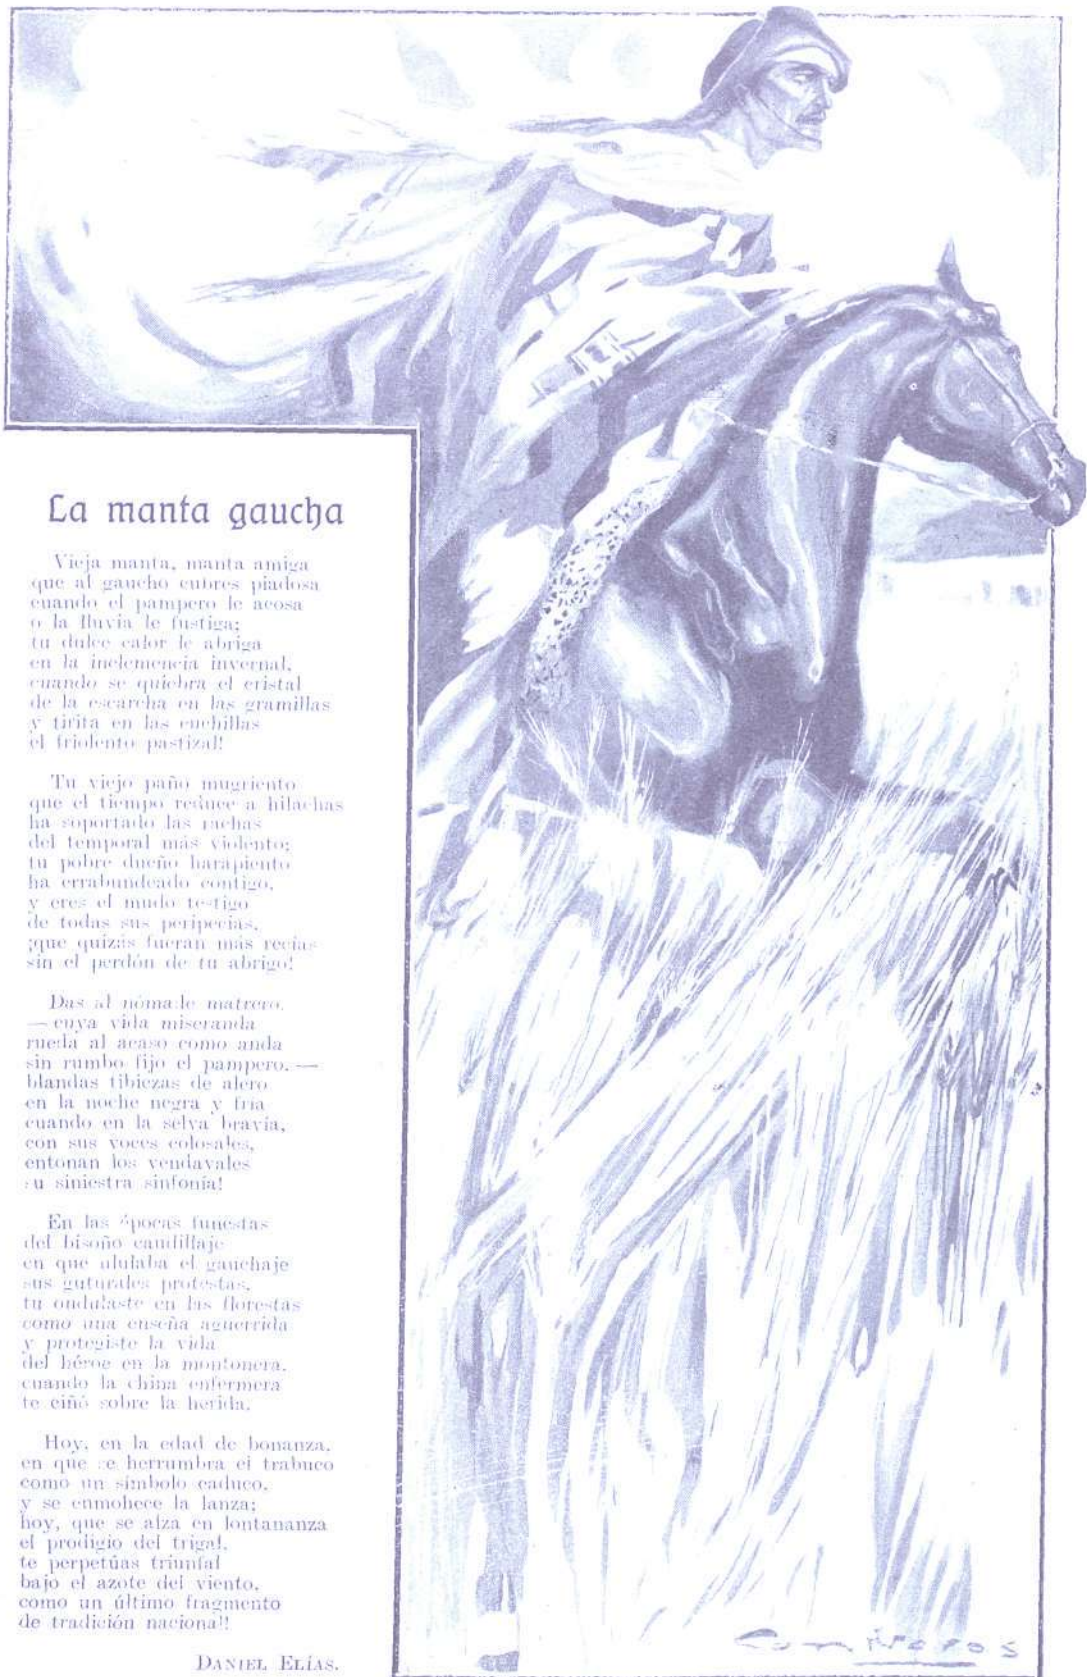 La manta gaucha
Vieja manta, manta amiga
que al gaucho cubres piadosa
cuando el pampero le acosa
o la lluvia le fustiga;
tu dulce calor le abriga
en la inclemencia invernal,
cuando se quiebra el cristal
de la escarcha en las gramillas
y tirita en las cuchillas
el friolento pastizal!
Tu viejo paño mugriento
que el tiempo reduce a hilachas
ha soportado las rachas
del temporal más violento;
tu pobre dueño harapiento
ha errabundeado contigo,
y eres el mudo testigo
de todas sus peripecias,
¡que quizás fueran más recias
sin el perdón de tu abrigo!
Das al nómade matrero,
— cuya vida miseranda
rueda al acaso como anda
sin rumbo fijo el pampero, —
blandas tibiezas de alero
en la noche negra y fría
cuando en la selva bravía,
con sus voces colosales,
entonan los vendavales
su siniestra sinfonía!
En las épocas funestas
del bisoño caudillaje
en que ululaba el gauchaje
sus guturales protestas,
tu ondulaste en las florestas
como una enseña aguerrida
y protegiste la vida
del héroe en la montonera,
cuando la china enfermera
te ciñó sobre la herida.
Hoy, en la edad de bonanza,
en que se herrumbra el trabuco
como un símbolo caduco,
y se enmohece la lanza;
hoy, que se alza en lontananza
el prodigio del trigal,
te perpetúas triunfal
bajo el azote del viento,
como un último fragmento
de tradición nacional!
DANIEL ELÍAS.